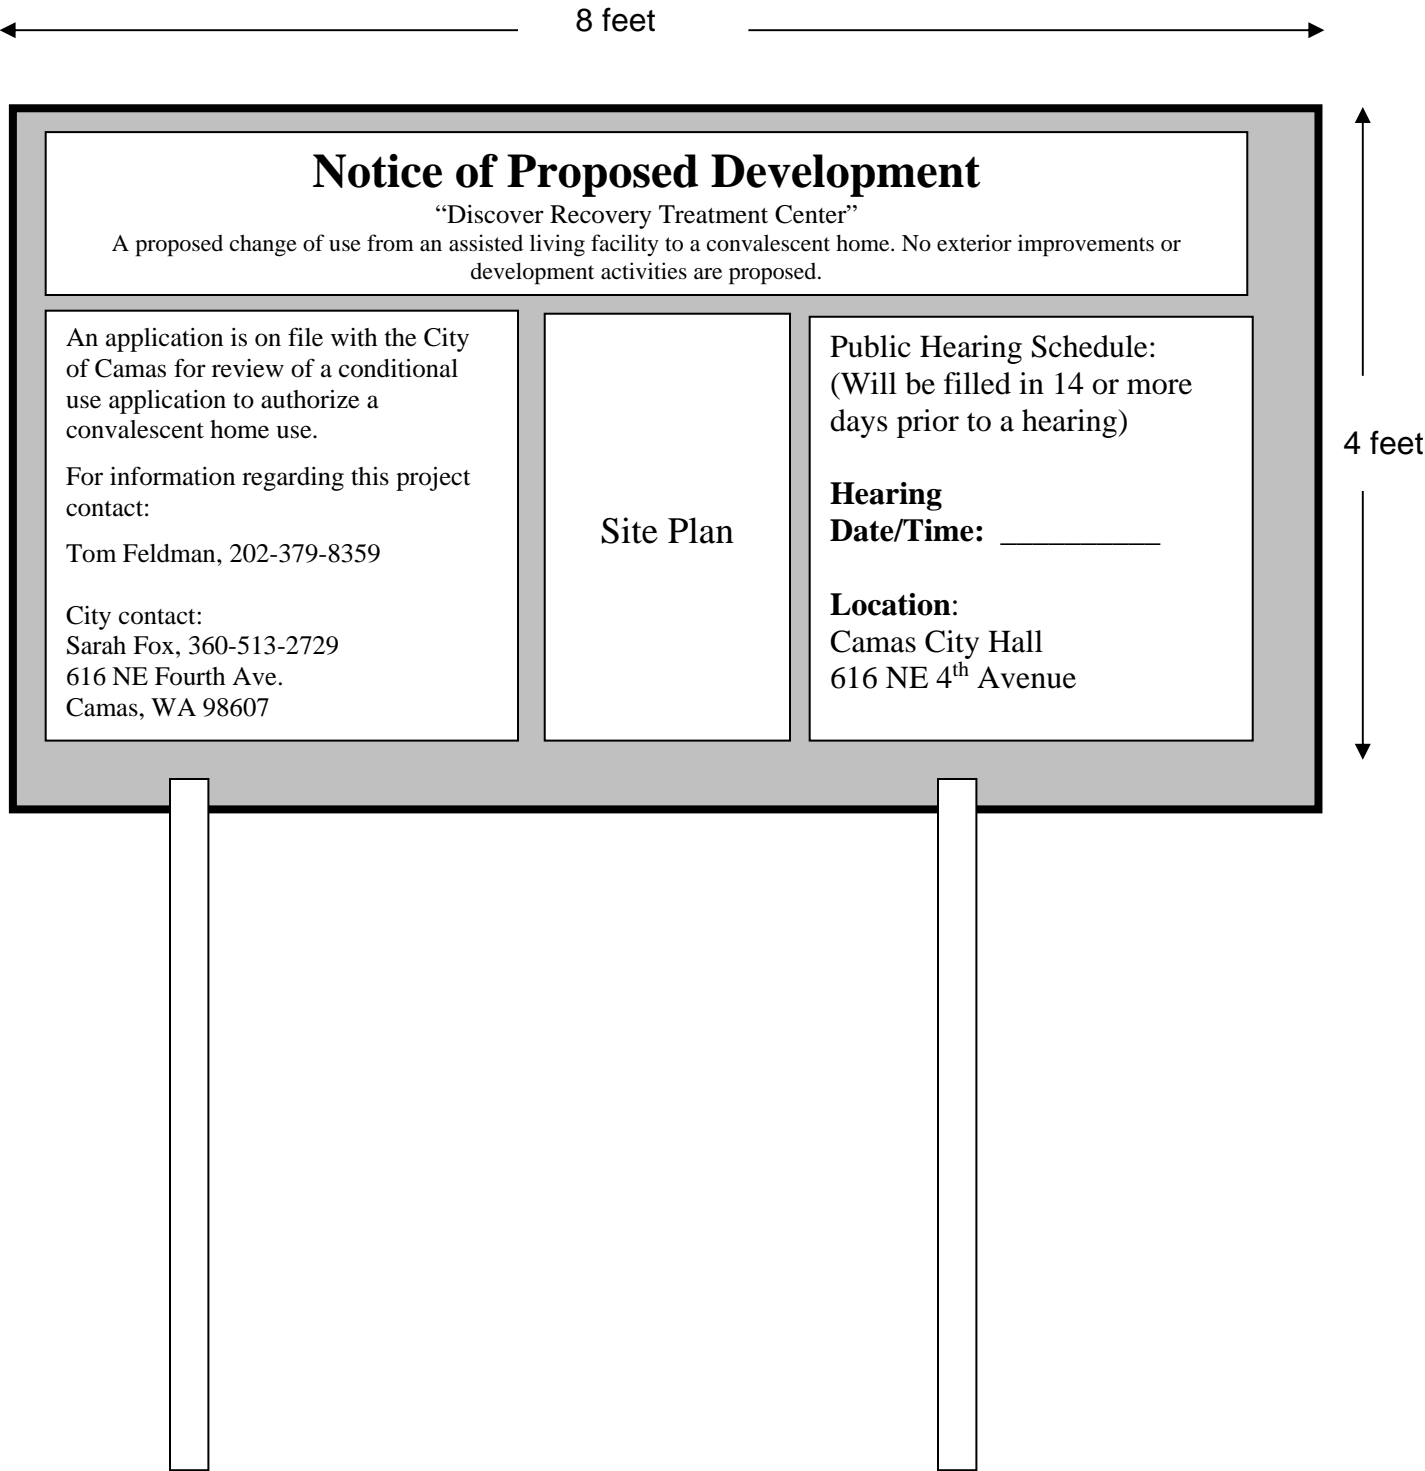 8 feet
Notice of Proposed Development
“Discover Recovery Treatment Center”
A proposed change of use from an assisted living facility to a convalescent home. No exterior improvements or
development activities are proposed.
An application is on file with the City
of Camas for review of a conditional
use application to authorize a
convalescent home use.
For information regarding this project
contact:
Tom Feldman, 202-379-8359
City contact:
Sarah Fox, 360-513-2729
616 NE Fourth Ave.
Camas, WA 98607
Site Plan
Public Hearing Schedule:
(Will be filled in 14 or more
days prior to a hearing)
Hearing
Date/Time: __________
Location:
Camas City Hall
616 NE 4th Avenue
4 feet